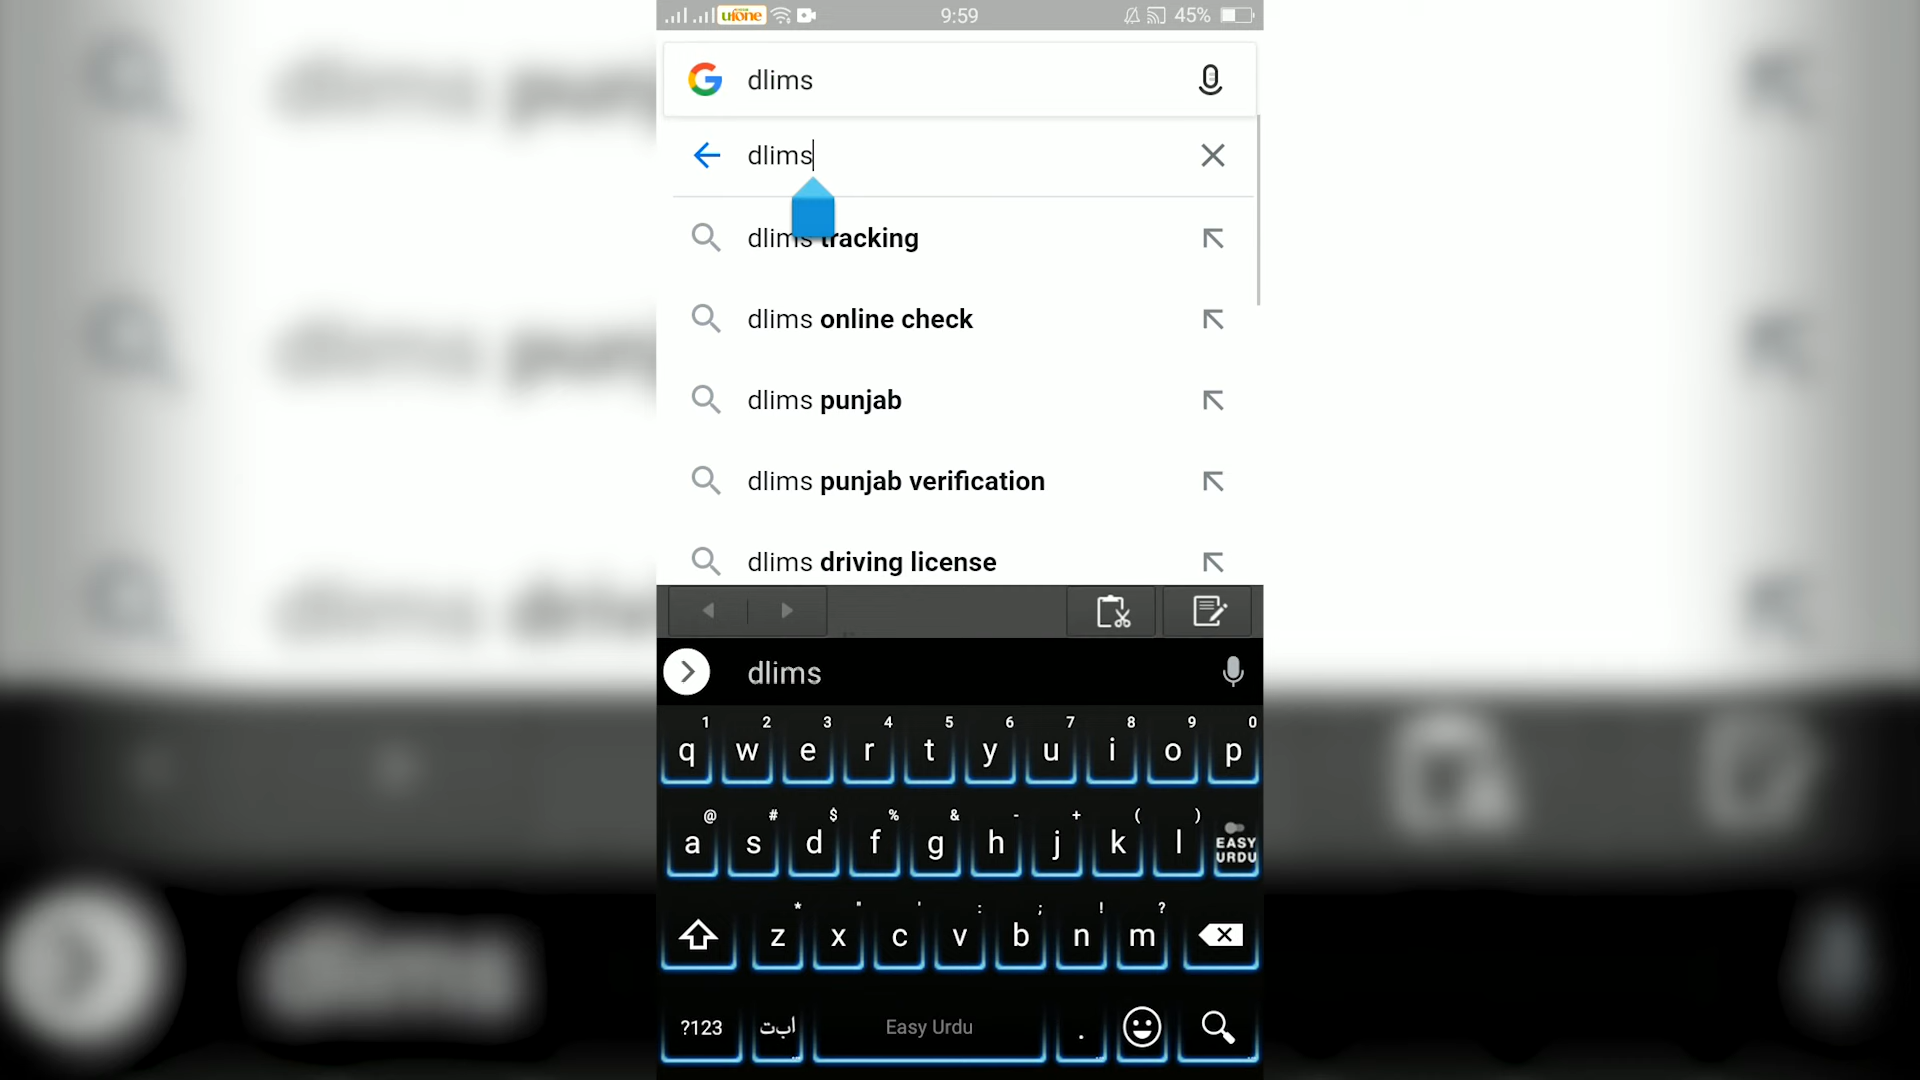 ufone 9:59 45%
dlims
dlims
dlims tracking
dlims online check
dlims punjab
dlims punjab verification
dlims driving license
dlims
1 2 3 4 5 6 7 8 9 0
q w e r t y u i o p
@ # $ % & - + ( )
a s d f g h j k l EASY URDU
* " ' : ; ! ?
z x c v b n m
?123 ابت Easy Urdu .